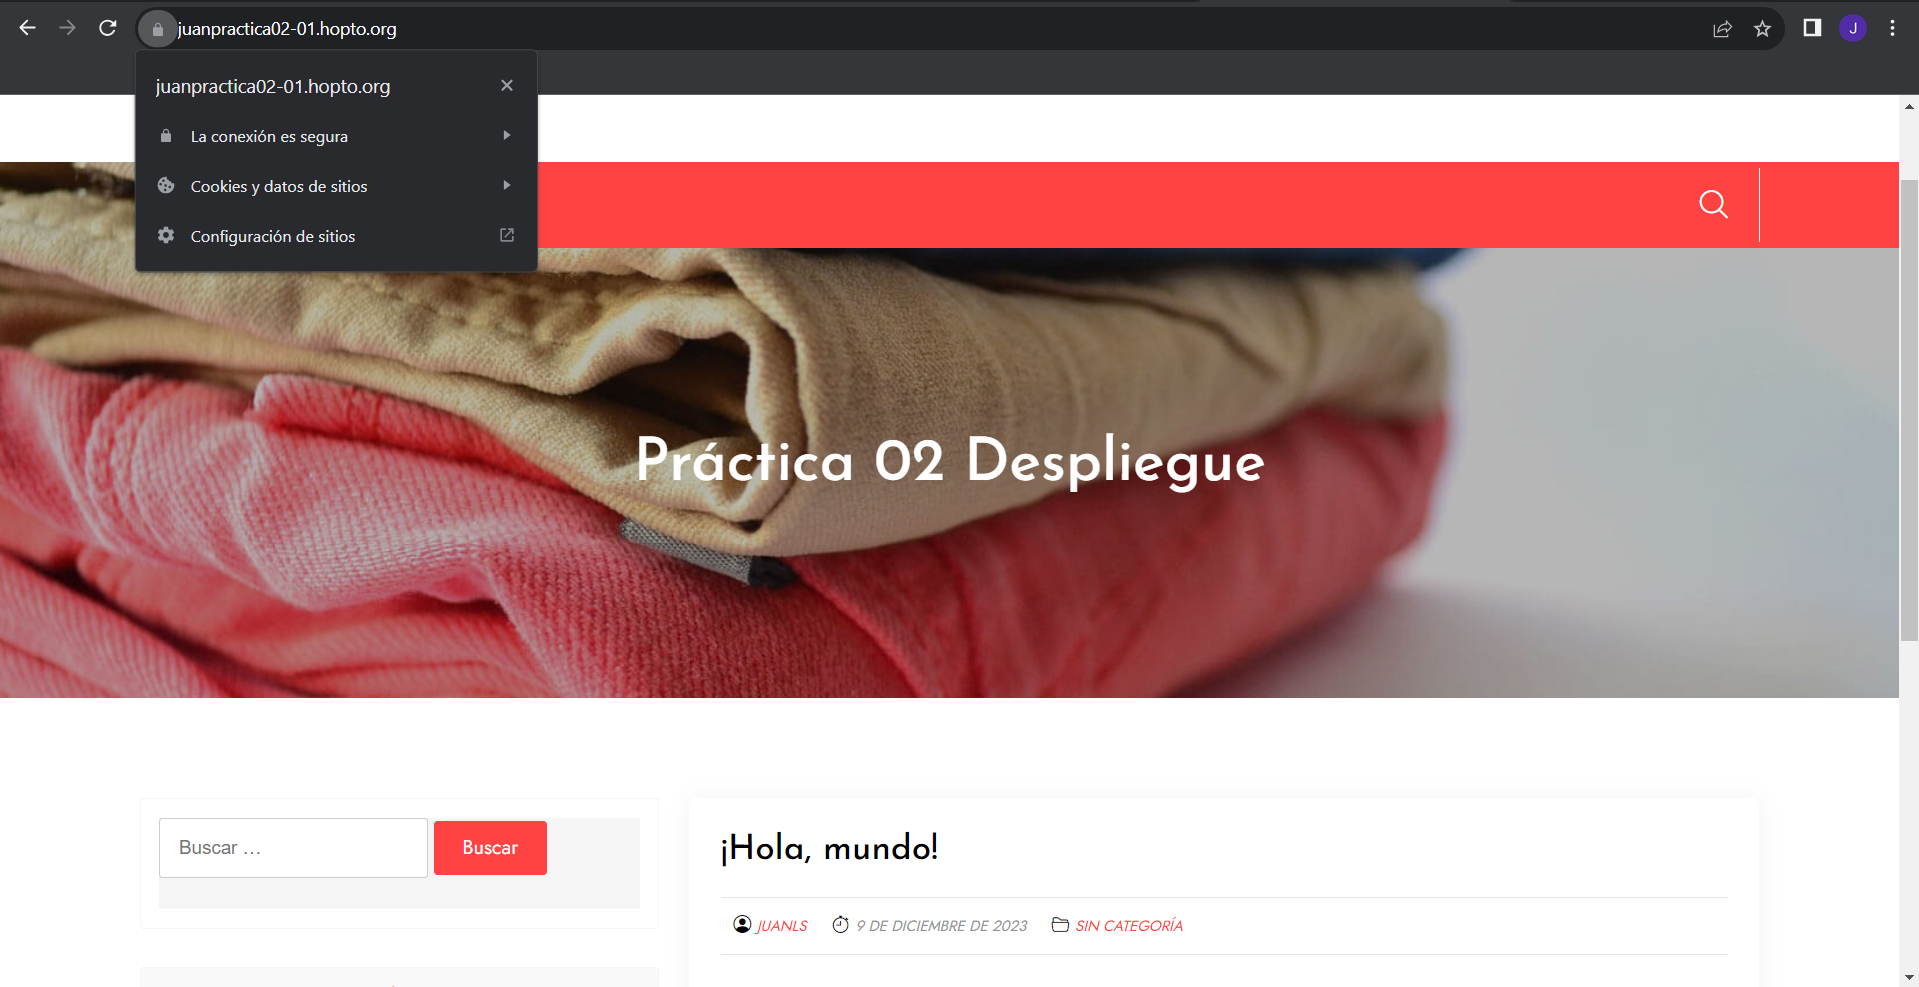 juanpractica02-01.hopto.org
J
juanpractica02-01.hopto.org
La conexión es segura
Cookies y datos de sitios
Configuración de sitios
Práctica 02 Despliegue
Buscar …
Buscar
¡Hola, mundo!
JUANLS 9 DE DICIEMBRE DE 2023 SIN CATEGORÍA